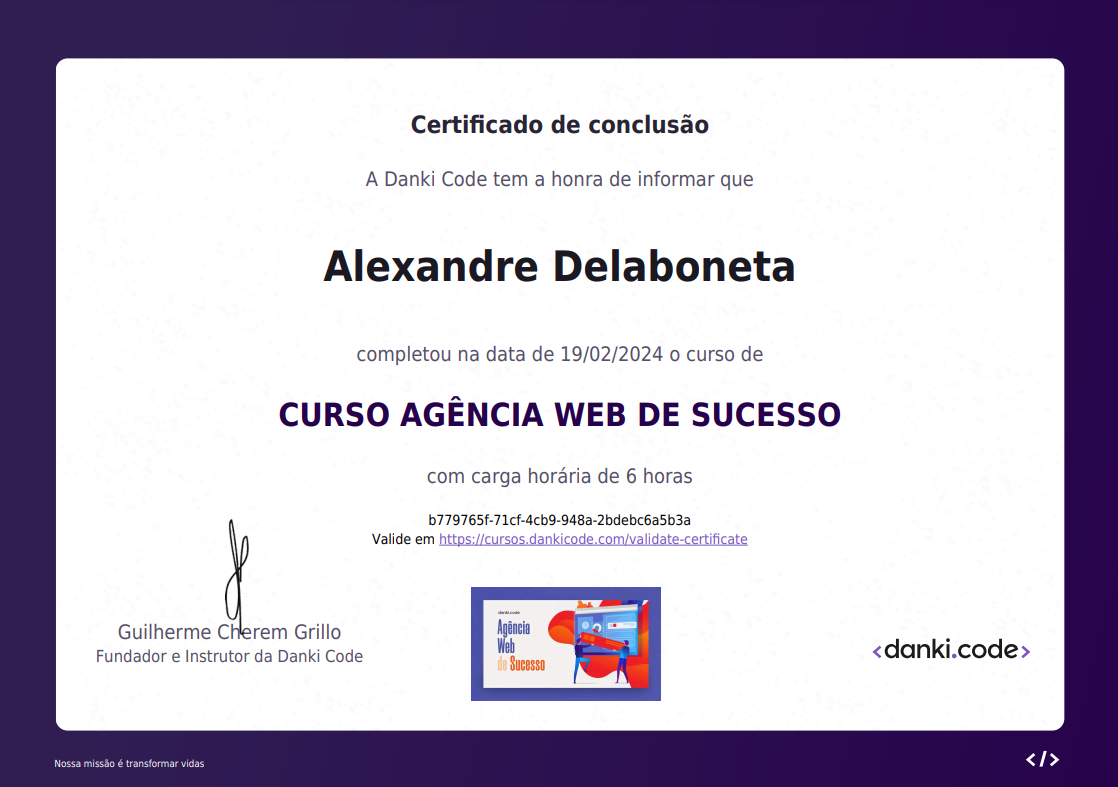 Certificado de conclusão
A Danki Code tem a honra de informar que
Alexandre Delaboneta
completou na data de 19/02/2024 o curso de
CURSO AGÊNCIA WEB DE SUCESSO
com carga horária de 6 horas
b779765f-71cf-4cb9-948a-2bdebc6a5b3a
Valide em https://cursos.dankicode.com/validate-certificate
Guilherme Cherem Grillo
Fundador e Instrutor da Danki Code
danki.code
Agência
Web
de Sucesso
<danki.code>
Nossa missão é transformar vidas
</>